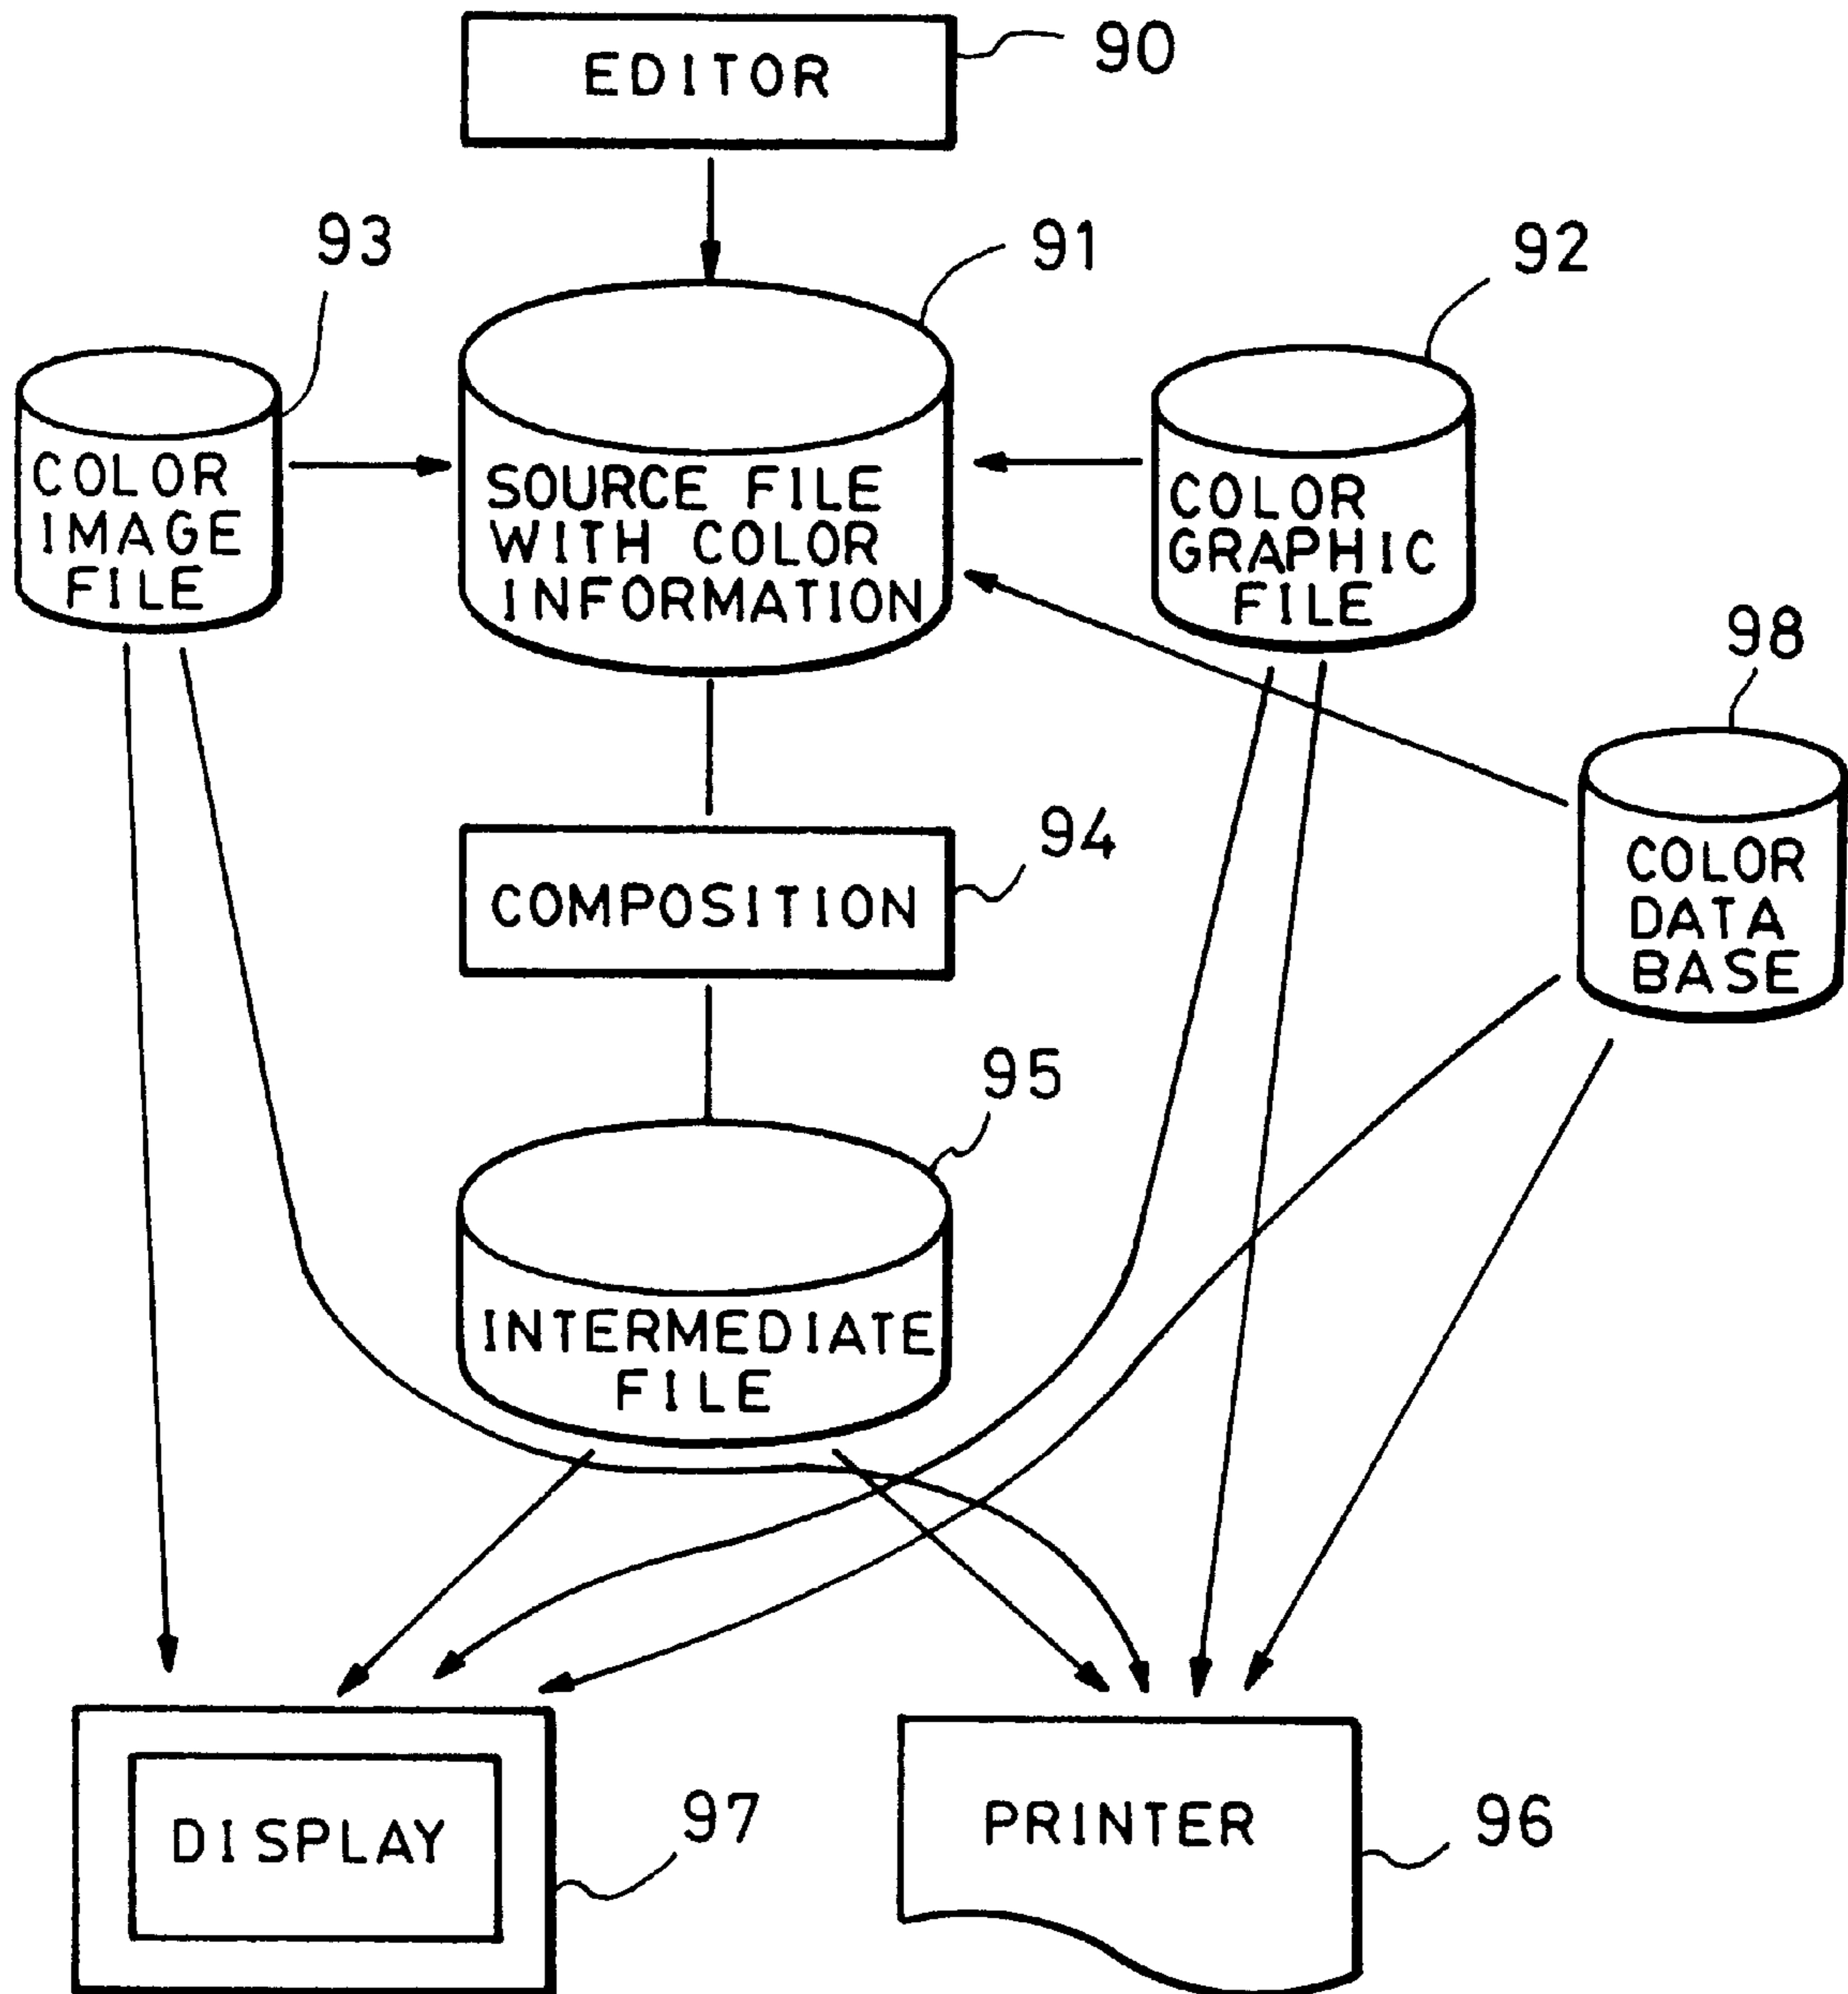 EDITOR
90
93
91
92
COLOR
IMAGE
FILE
SOURCE FILE
WITH COLOR
INFORMATION
COLOR
GRAPHIC
FILE
98
94
COMPOSITION
COLOR
DATA
BASE
95
INTERMEDIATE
FILE
DISPLAY
97
PRINTER
96